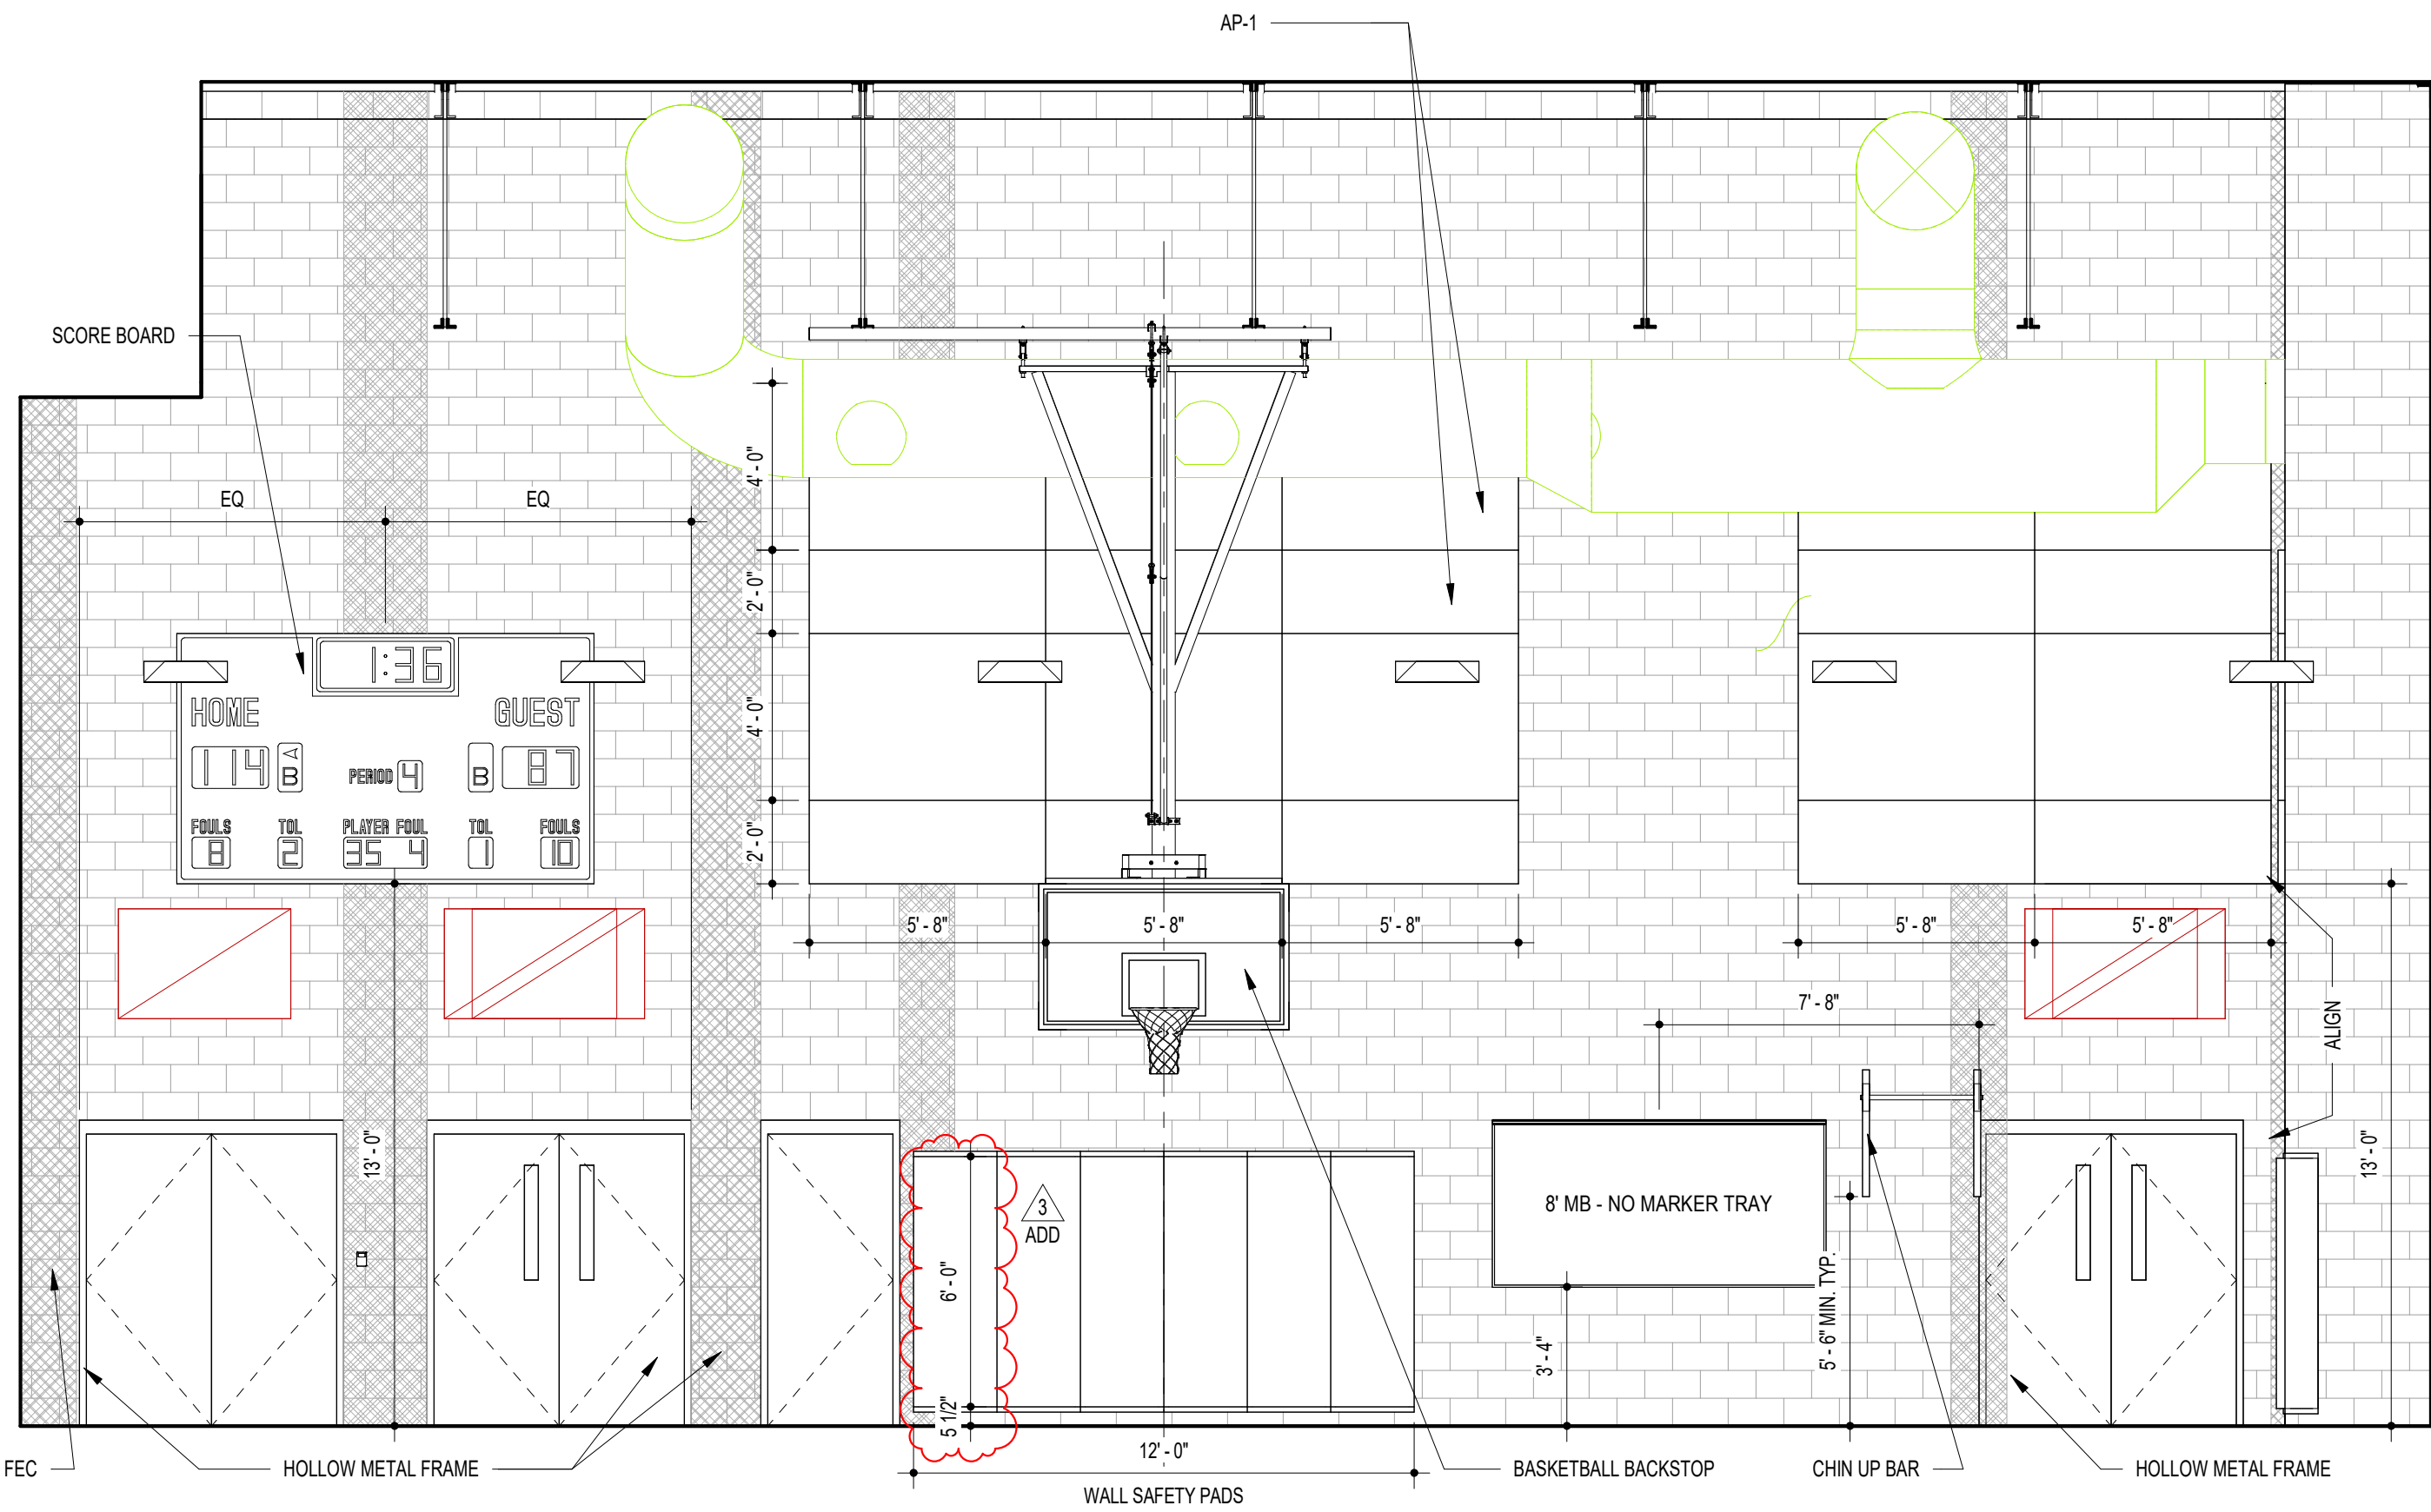 AP-1
SCORE BOARD
EQ
EQ
4' - 0"
2' - 0"
4' - 0"
2' - 0"
1:36
HOME
GUEST
114
B
PERIOD 4
B
87
FOULS
TOL
PLAYER FOUL
TOL
FOULS
8
2
35 4
1
10
5' - 8"
5' - 8"
5' - 8"
5' - 8"
5' - 8"
7' - 8"
ALIGN
13' - 0"
13' - 0"
3
ADD
8' MB - NO MARKER TRAY
6' - 0"
5 1/2"
3' - 4"
5' - 6" MIN. TYP.
12' - 0"
FEC
HOLLOW METAL FRAME
WALL SAFETY PADS
BASKETBALL BACKSTOP
CHIN UP BAR
HOLLOW METAL FRAME